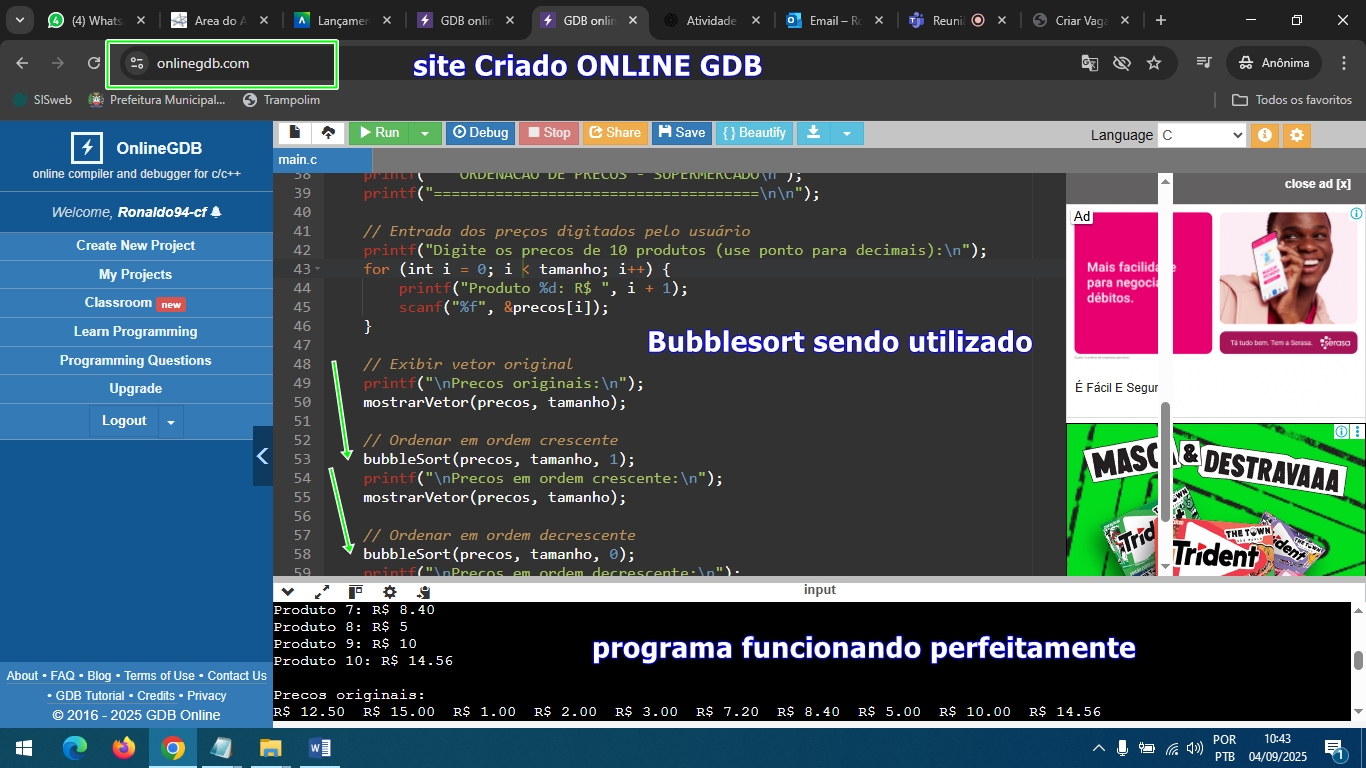 (4) Whats
Area do A
Lançamen
GDB onlin
GDB onlin
Atividade
Email – Ro
Reuniã
Criar Vaga
onlinegdb.com
site Criado ONLINE GDB
Anônima
SISweb
Prefeitura Municipal...
Trampolim
Todos os favoritos
OnlineGDB
online compiler and debugger for c/c++
Welcome, Ronaldo94-cf
Create New Project
My Projects
Classroom new
Learn Programming
Programming Questions
Upgrade
Logout
About • FAQ • Blog • Terms of Use • Contact Us
• GDB Tutorial • Credits • Privacy
© 2016 - 2025 GDB Online
Run
Debug
Stop
Share
Save
{ } Beautify
Language C
main.c
38 printf("    ORDENACAO DE PRECOS - SUPERMERCADO\n");
39 printf("=====================================\n\n");
40
41 // Entrada dos preços digitados pelo usuário
42 printf("Digite os precos de 10 produtos (use ponto para decimais):\n");
43 for (int i = 0; i < tamanho; i++) {
44 printf("Produto %d: R$ ", i + 1);
45 scanf("%f", &precos[i]);
46 }
47
48 // Exibir vetor original
49 printf("\nPrecos originais:\n");
50 mostrarVetor(precos, tamanho);
51
52 // Ordenar em ordem crescente
53 bubbleSort(precos, tamanho, 1);
54 printf("\nPrecos em ordem crescente:\n");
55 mostrarVetor(precos, tamanho);
56
57 // Ordenar em ordem decrescente
58 bubbleSort(precos, tamanho, 0);
59 printf("\nPrecos em ordem decrescente:\n");
Bubblesort sendo utilizado
close ad [x]
Ad
Mais facilidade
para negocia
débitos.
Tá tudo bem. Tem a Serasa.
serasa
É Fácil E Segur
MASCA & DESTRAVAAA
THE TOWN
THE TOWN
Trident
Trident
input
Produto 7: R$ 8.40
Produto 8: R$ 5
Produto 9: R$ 10
Produto 10: R$ 14.56
programa funcionando perfeitamente
Precos originais:
R$ 12.50  R$ 15.00  R$ 1.00  R$ 2.00  R$ 3.00  R$ 7.20  R$ 8.40  R$ 5.00  R$ 10.00  R$ 14.56
POR
PTB
10:43
04/09/2025
1